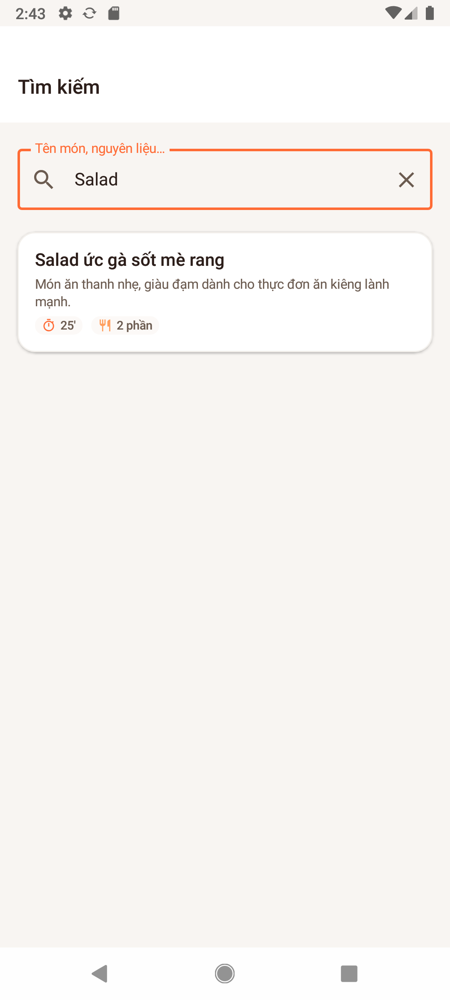 2:43
Tìm kiếm
Tên món, nguyên liệu...
Salad
Salad ức gà sốt mè rang
Món ăn thanh nhẹ, giàu đạm dành cho thực đơn ăn kiêng lành
mạnh.
25' 2 phần